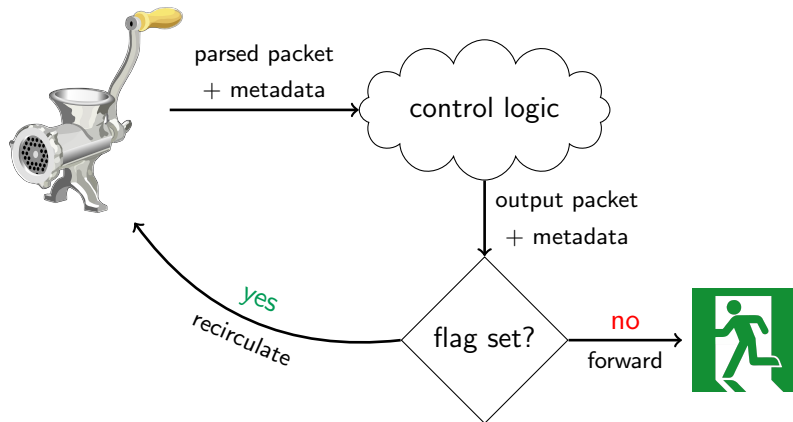 parsed packet
+ metadata
control logic
output packet
+ metadata
flag set?
yes
recirculate
no
forward